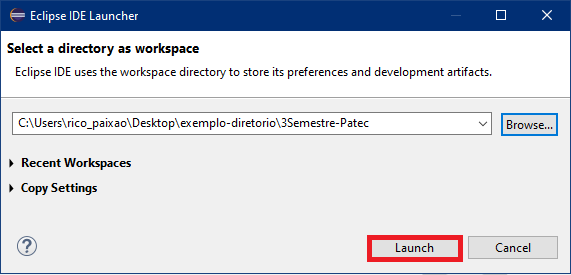 Eclipse IDE Launcher
Select a directory as workspace
Eclipse IDE uses the workspace directory to store its preferences and development artifacts.
C:\Users\rico_paixao\Desktop\exemplo-diretorio\3Semestre-Patec
Browse...
Recent Workspaces
Copy Settings
?
Launch
Cancel